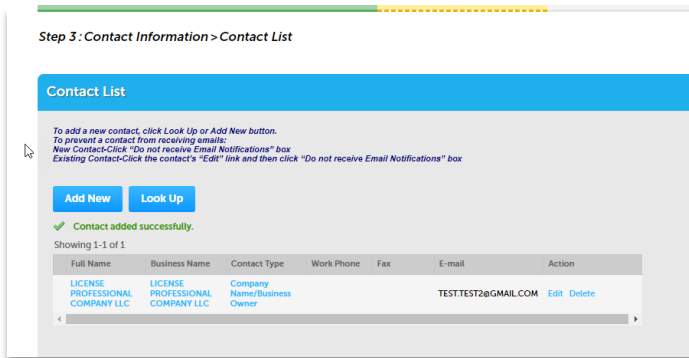 Step 3 : Contact Information > Contact List
Contact List
To add a new contact, click Look Up or Add New button.
To prevent a contact from receiving emails:
New Contact-Click “Do not receive Email Notifications” box
Existing Contact-Click the contact's “Edit” link and then click “Do not receive Email Notifications” box
Add New Look Up
Contact added successfully.
Showing 1-1 of 1
Full Name Business Name Contact Type Work Phone Fax E-mail Action
LICENSE LICENSE Company
PROFESSIONAL PROFESSIONAL Name/Business TEST.TEST2@GMAIL.COM Edit Delete
COMPANY LLC COMPANY LLC Owner